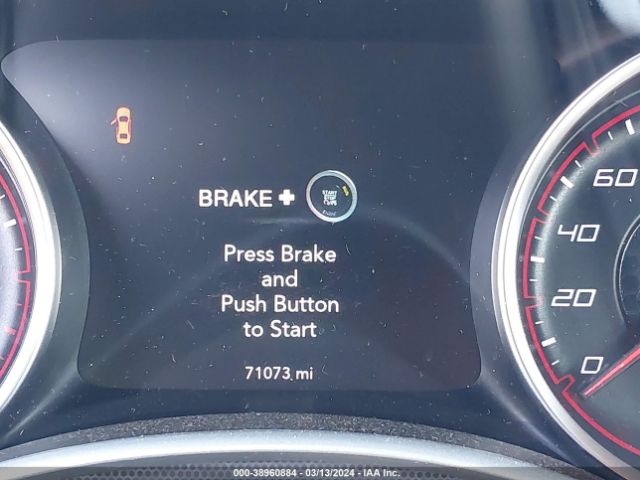 BRAKE +
START
STOP
Press Brake
and
Push Button
to Start
71073 mi
60
40
20
0
000-38960884 | 03/13/2024 - IAA Inc.